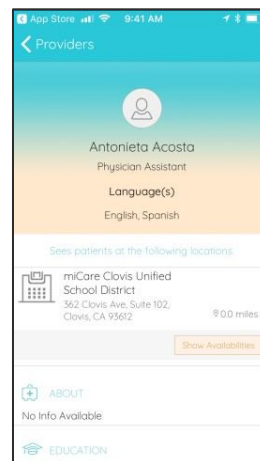 App Store 9:41 AM
Providers
Antonieta Acosta
Physician Assistant
Language(s)
English, Spanish
Sees patients at the following locations
miCare Clovis Unified
School District
362 Clovis Ave, Suite 102,
Clovis, CA 93612
0.0 miles
Show Availabilities
ABOUT
No Info Available
EDUCATION